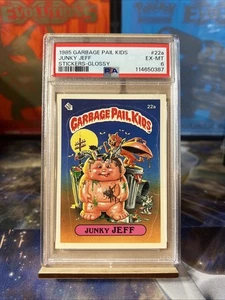 1985 GARBAGE PAIL KIDS #22a
JUNKY JEFF EX-MT
STICKERS-GLOSSY PSA 6
114650387
22a
GARBAGE PAIL KIDS
JUNKY JEFF